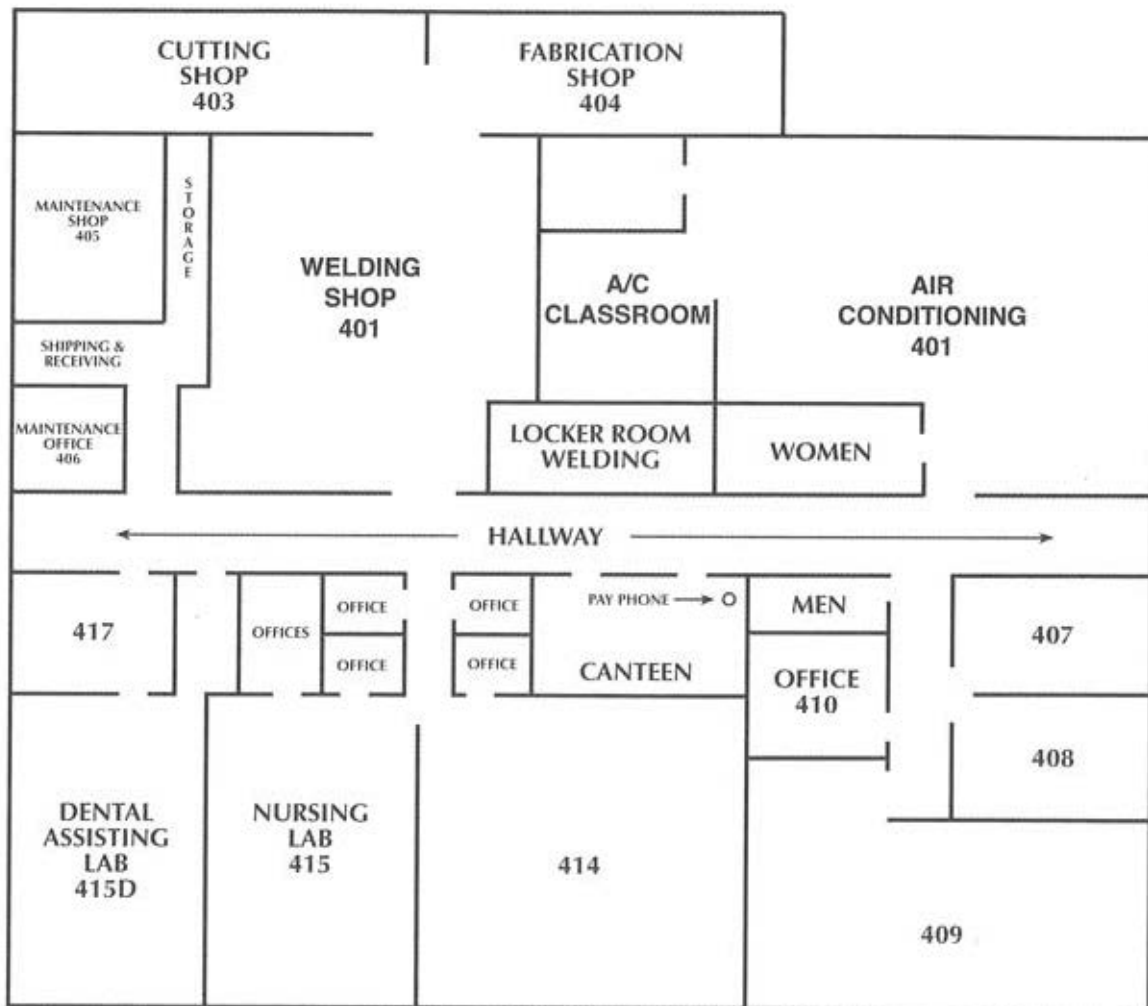 CUTTING
SHOP
403
FABRICATION
SHOP
404
MAINTENANCE
SHOP
405
STORAGE
WELDING
SHOP
401
A/C
CLASSROOM
AIR
CONDITIONING
401
SHIPPING &
RECEIVING
MAINTENANCE
OFFICE
406
LOCKER ROOM
WELDING
WOMEN
HALLWAY
417
OFFICES
OFFICE
OFFICE
OFFICE
OFFICE
PAY PHONE
CANTEEN
MEN
OFFICE
410
407
408
DENTAL
ASSISTING
LAB
415D
NURSING
LAB
415
414
409